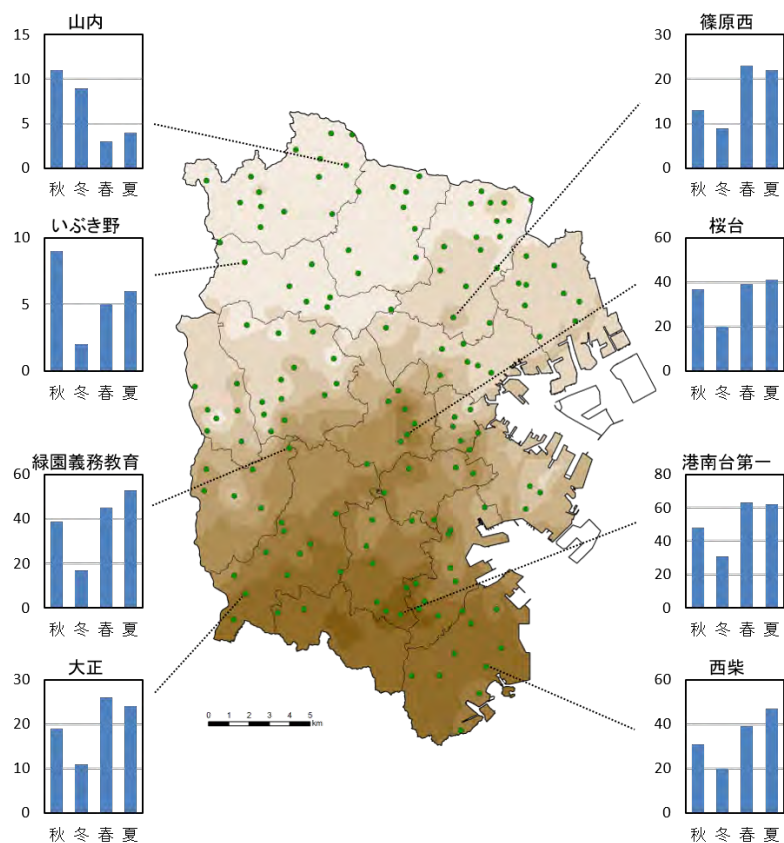 山内
15
10
5
0
秋 冬 春 夏
いぶき野
10
5
0
秋 冬 春 夏
緑園義務教育
60
40
20
0
秋 冬 春 夏
大正
30
20
10
0
秋 冬 春 夏
0 1 2 3 4 5
km
篠原西
30
20
10
0
秋 冬 春 夏
桜台
60
40
20
0
秋 冬 春 夏
港南台第一
80
60
40
20
0
秋 冬 春 夏
西柴
60
40
20
0
秋 冬 春 夏